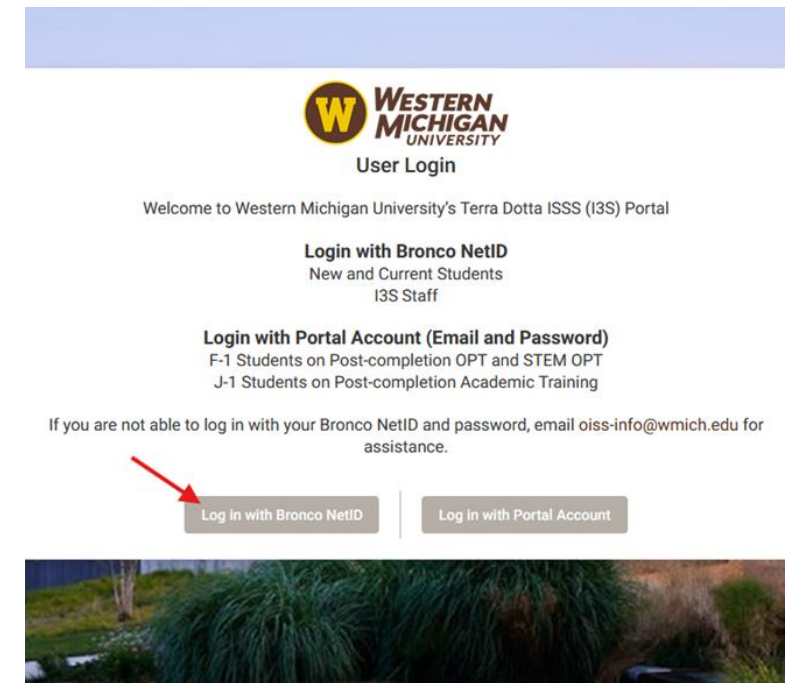 W
WESTERN
MICHIGAN
UNIVERSITY
User Login
Welcome to Western Michigan University's Terra Dotta ISSS (I3S) Portal
Login with Bronco NetID
New and Current Students
I3S Staff
Login with Portal Account (Email and Password)
F-1 Students on Post-completion OPT and STEM OPT
J-1 Students on Post-completion Academic Training
If you are not able to log in with your Bronco NetID and password, email oiss-info@wmich.edu for
assistance.
Log in with Bronco NetID
Log in with Portal Account